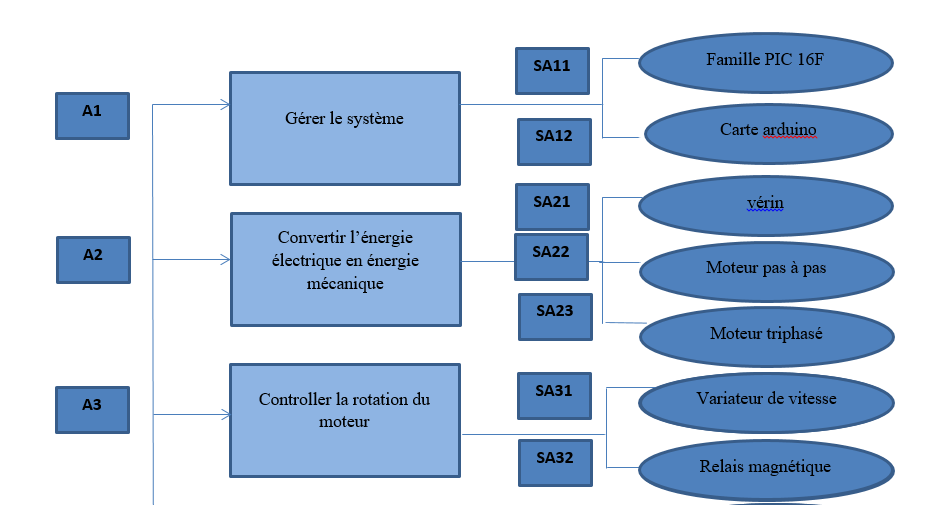 A1
Gérer le système
SA11
Famille PIC 16F
SA12
Carte arduino
A2
Convertir l'énergie
électrique en énergie
mécanique
SA21
vérin
SA22
Moteur pas à pas
SA23
Moteur triphasé
A3
Controller la rotation du
moteur
SA31
Variateur de vitesse
SA32
Relais magnétique